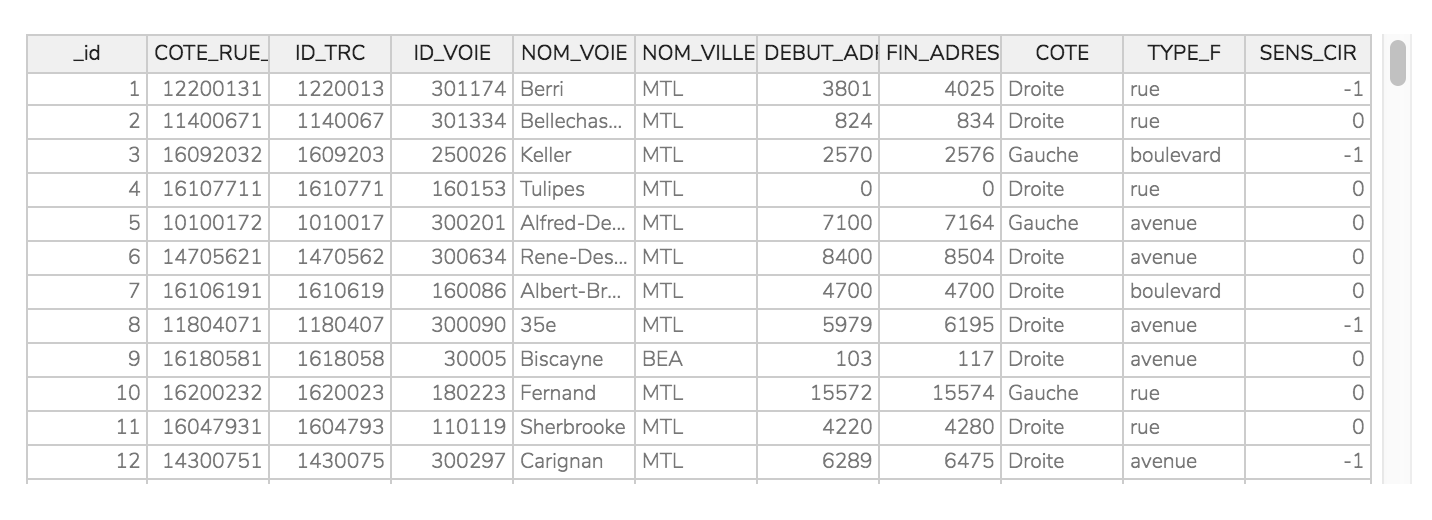 _id COTE_RUE_ ID_TRC ID_VOIE NOM_VOIE NOM_VILLE DEBUT_ADI FIN_ADRES COTE TYPE_F SENS_CIR
1 12200131 1220013 301174 Berri MTL 3801 4025 Droite rue -1
2 11400671 1140067 301334 Bellechas... MTL 824 834 Droite rue 0
3 16092032 1609203 250026 Keller MTL 2570 2576 Gauche boulevard -1
4 16107711 1610771 160153 Tulipes MTL 0 0 Droite rue 0
5 10100172 1010017 300201 Alfred-De... MTL 7100 7164 Gauche avenue 0
6 14705621 1470562 300634 Rene-Des... MTL 8400 8504 Droite avenue 0
7 16106191 1610619 160086 Albert-Br... MTL 4700 4700 Droite boulevard 0
8 11804071 1180407 300090 35e MTL 5979 6195 Droite avenue -1
9 16180581 1618058 30005 Biscayne BEA 103 117 Droite avenue 0
10 16200232 1620023 180223 Fernand MTL 15572 15574 Gauche rue 0
11 16047931 1604793 110119 Sherbrooke MTL 4220 4280 Droite rue 0
12 14300751 1430075 300297 Carignan MTL 6289 6475 Droite avenue -1